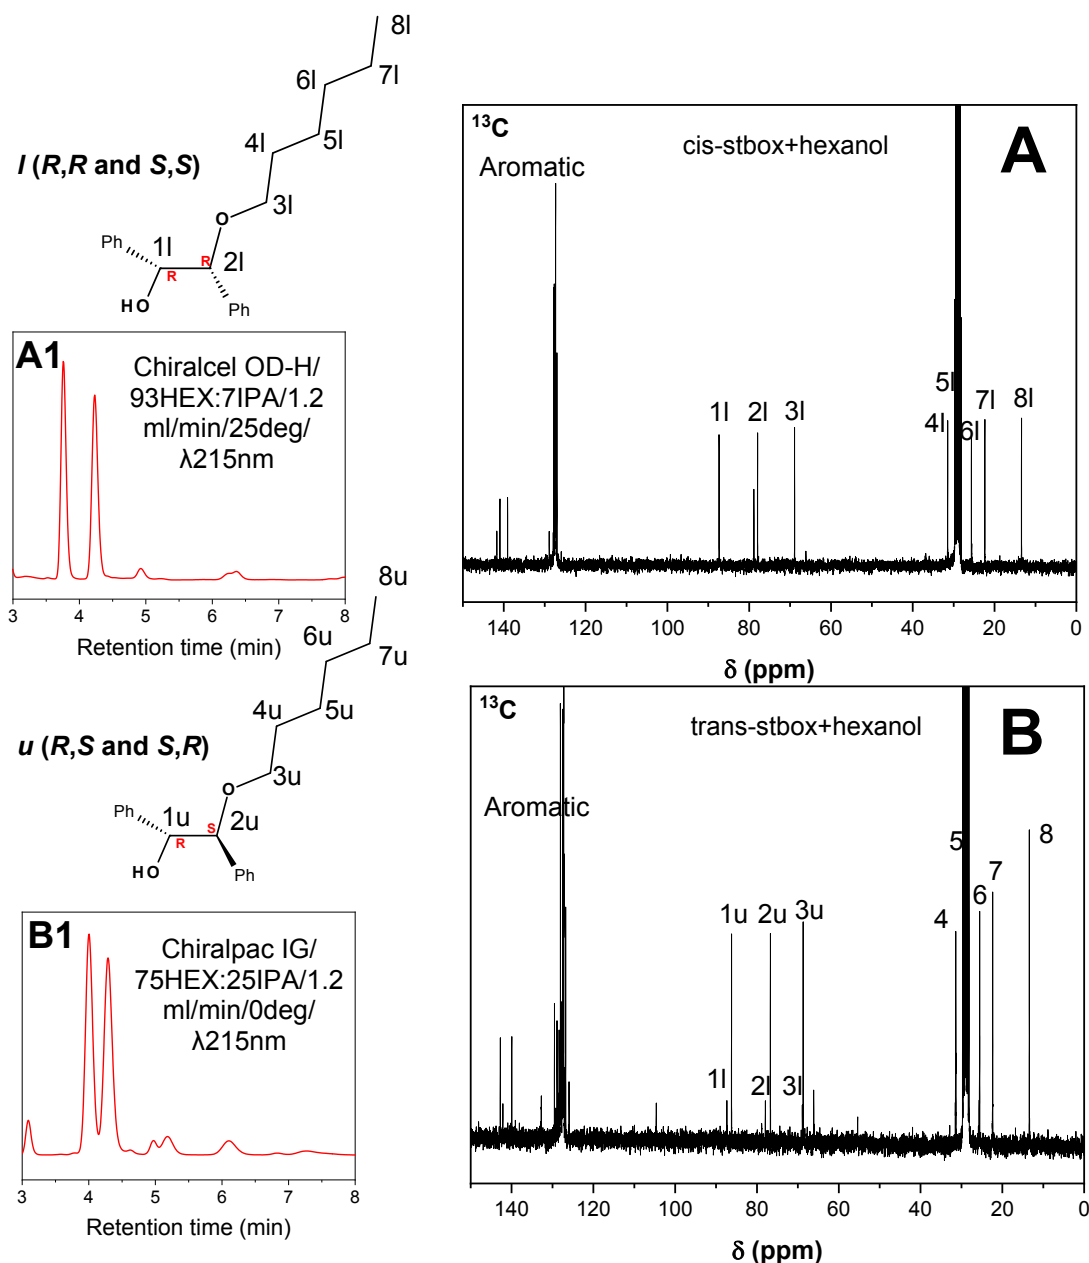 8l
7l
6l
5l
4l
3l
l (R,R and S,S)
O
Ph
1l
R
2l
R
HO
Ph
A1
Chiralcel OD-H/
93HEX:7IPA/1.2
ml/min/25deg/
λ215nm
3 4 5 6 7 8
Retention time (min)
8u
7u
6u
5u
4u
3u
u (R,S and S,R)
O
Ph
1u
S
2u
R
HO
Ph
B1
Chiralpac IG/
75HEX:25IPA/1.2
ml/min/0deg/
λ215nm
3 4 5 6 7 8
Retention time (min)
13C
A
cis-stbox+hexanol
Aromatic
5l
1l 2l 3l 4l 6l 7l 8l
140 120 100 80 60 40 20 0
δ (ppm)
13C
B
trans-stbox+hexanol
Aromatic
5 8
7
6
1u 2u 3u 4
1l 2l 3l
140 120 100 80 60 40 20 0
δ (ppm)